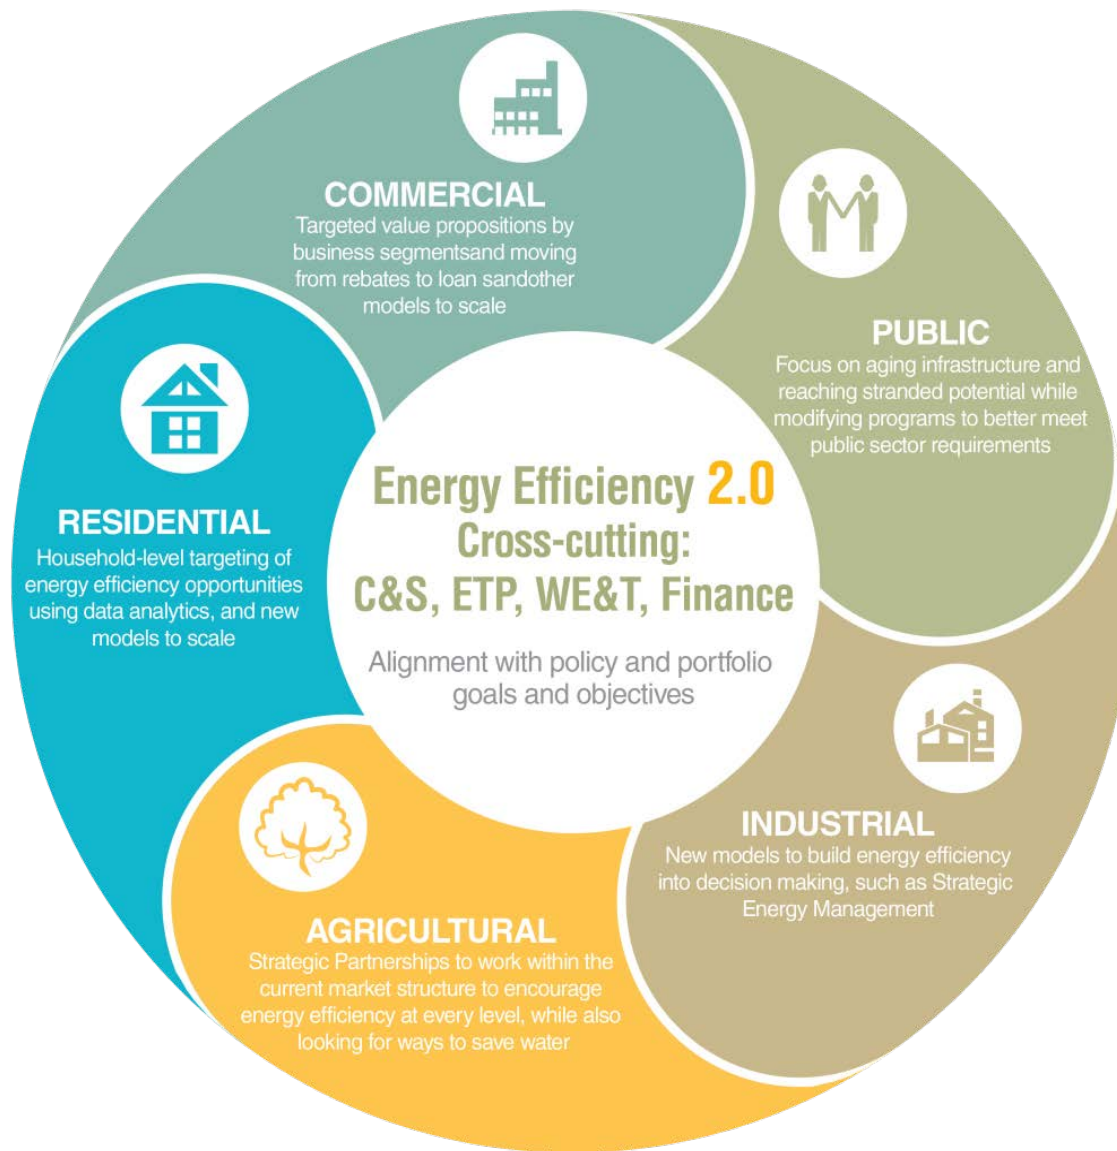 COMMERCIAL
Targeted value propositions by
business segmentsand moving
from rebates to loan sandother
models to scale
PUBLIC
Focus on aging infrastructure and
reaching stranded potential while
modifying programs to better meet
public sector requirements
RESIDENTIAL
Household-level targeting of
energy efficiency opportunities
using data analytics, and new
models to scale
Energy Efficiency 2.0
Cross-cutting:
C&S, ETP, WE&T, Finance
Alignment with policy and portfolio
goals and objectives
INDUSTRIAL
New models to build energy efficiency
into decision making, such as Strategic
Energy Management
AGRICULTURAL
Strategic Partnerships to work within the
current market structure to encourage
energy efficiency at every level, while also
looking for ways to save water